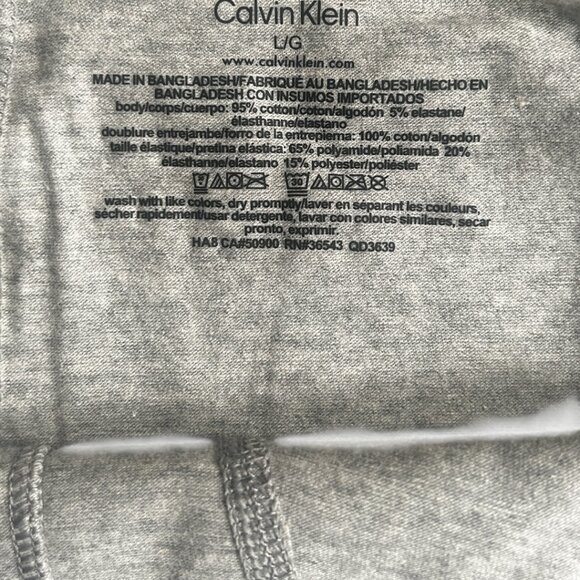 Calvin Klein
L/G
www.calvinklein.com
MADE IN BANGLADESH/FABRIQUÉ AU BANGLADESH/HECHO EN
BANGLADESH CON INSUMOS IMPORTADOS
body/corps/cuerpo: 95% cotton/coton/algodón 5% elastane/
élasthanne/elastano
doublure entrejambe/forro de la entrepierna: 100% coton/algodón
taille élastique/pretina elástica: 65% polyamide/poliamida 20%
élasthanne/elastano 15% polyester/poliéster
wash with like colors, dry promptly/laver en séparant les couleurs,
sécher rapidement/usar detergente, lavar con colores similares, secar
pronto, exprimir.
HA8 CA#50900 RN#36543 QD3639